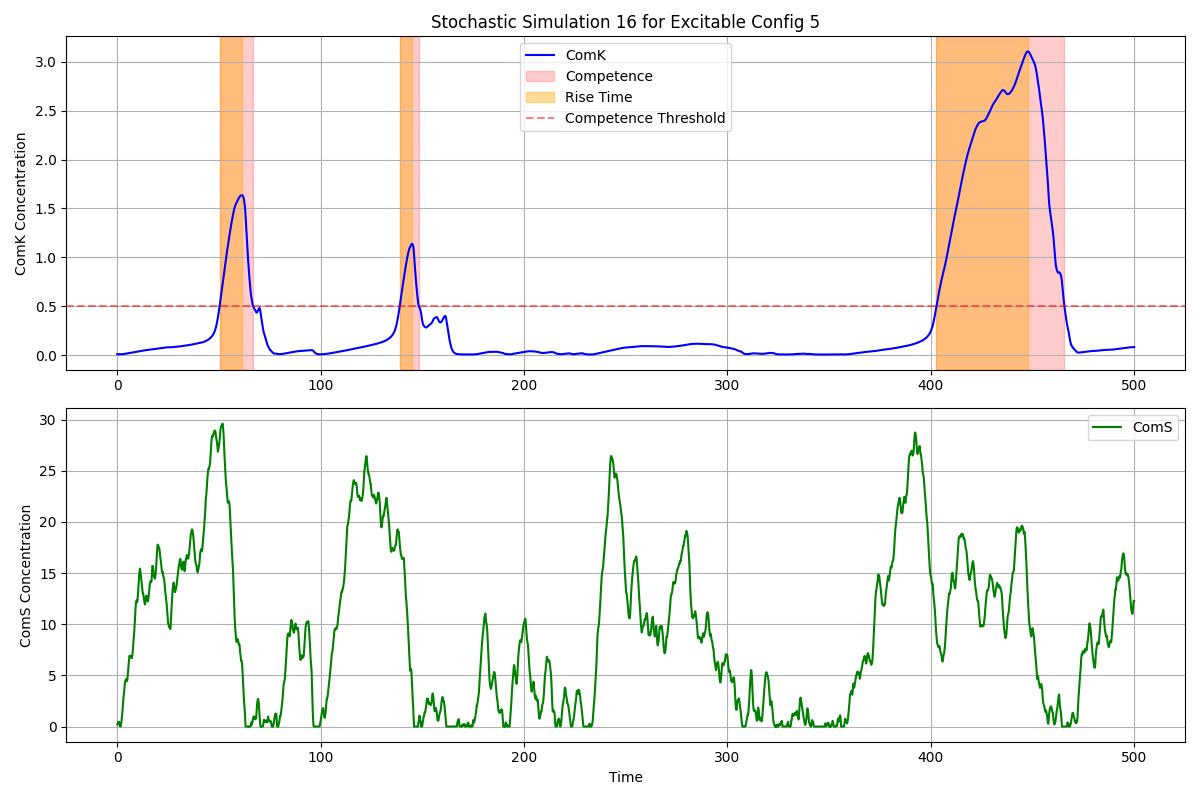 Stochastic Simulation 16 for Excitable Config 5
ComK Concentration
3.0
2.5
2.0
1.5
1.0
0.5
0.0
ComK
Competence
Rise Time
Competence Threshold
0 100 200 300 400 500
ComS Concentration
30
25
20
15
10
5
0
ComS
0 100 200 300 400 500
Time